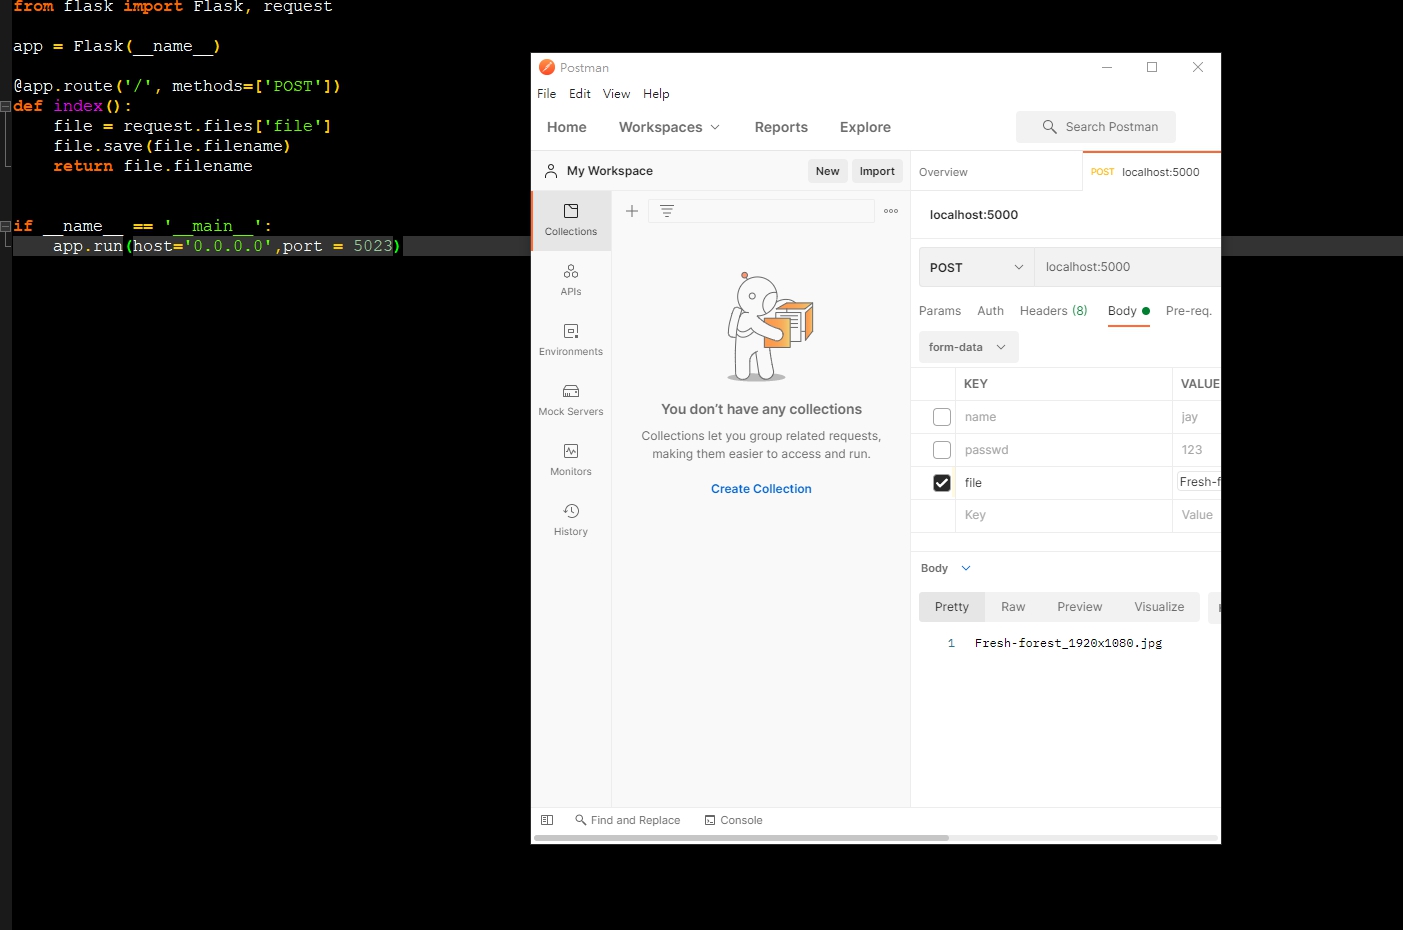 from flask import Flask, request
app = Flask(__name__)
@app.route('/', methods=['POST'])
def index():
    file = request.files['file']
    file.save(file.filename)
    return file.filename
if __name__ == '__main__':
    app.run(host='0.0.0.0',port = 5023)
Postman
File Edit View Help
Home Workspaces Reports Explore Search Postman
My Workspace New Import
Collections
APIs
Environments
Mock Servers
Monitors
History
You don't have any collections
Collections let you group related requests,
making them easier to access and run.
Create Collection
Overview POST localhost:5000
localhost:5000
POST localhost:5000
Params Auth Headers (8) Body Pre-req.
form-data
KEY VALUE
name jay
passwd 123
file Fresh-f
Key Value
Body
Pretty Raw Preview Visualize
1 Fresh-forest_1920x1080.jpg
Find and Replace Console